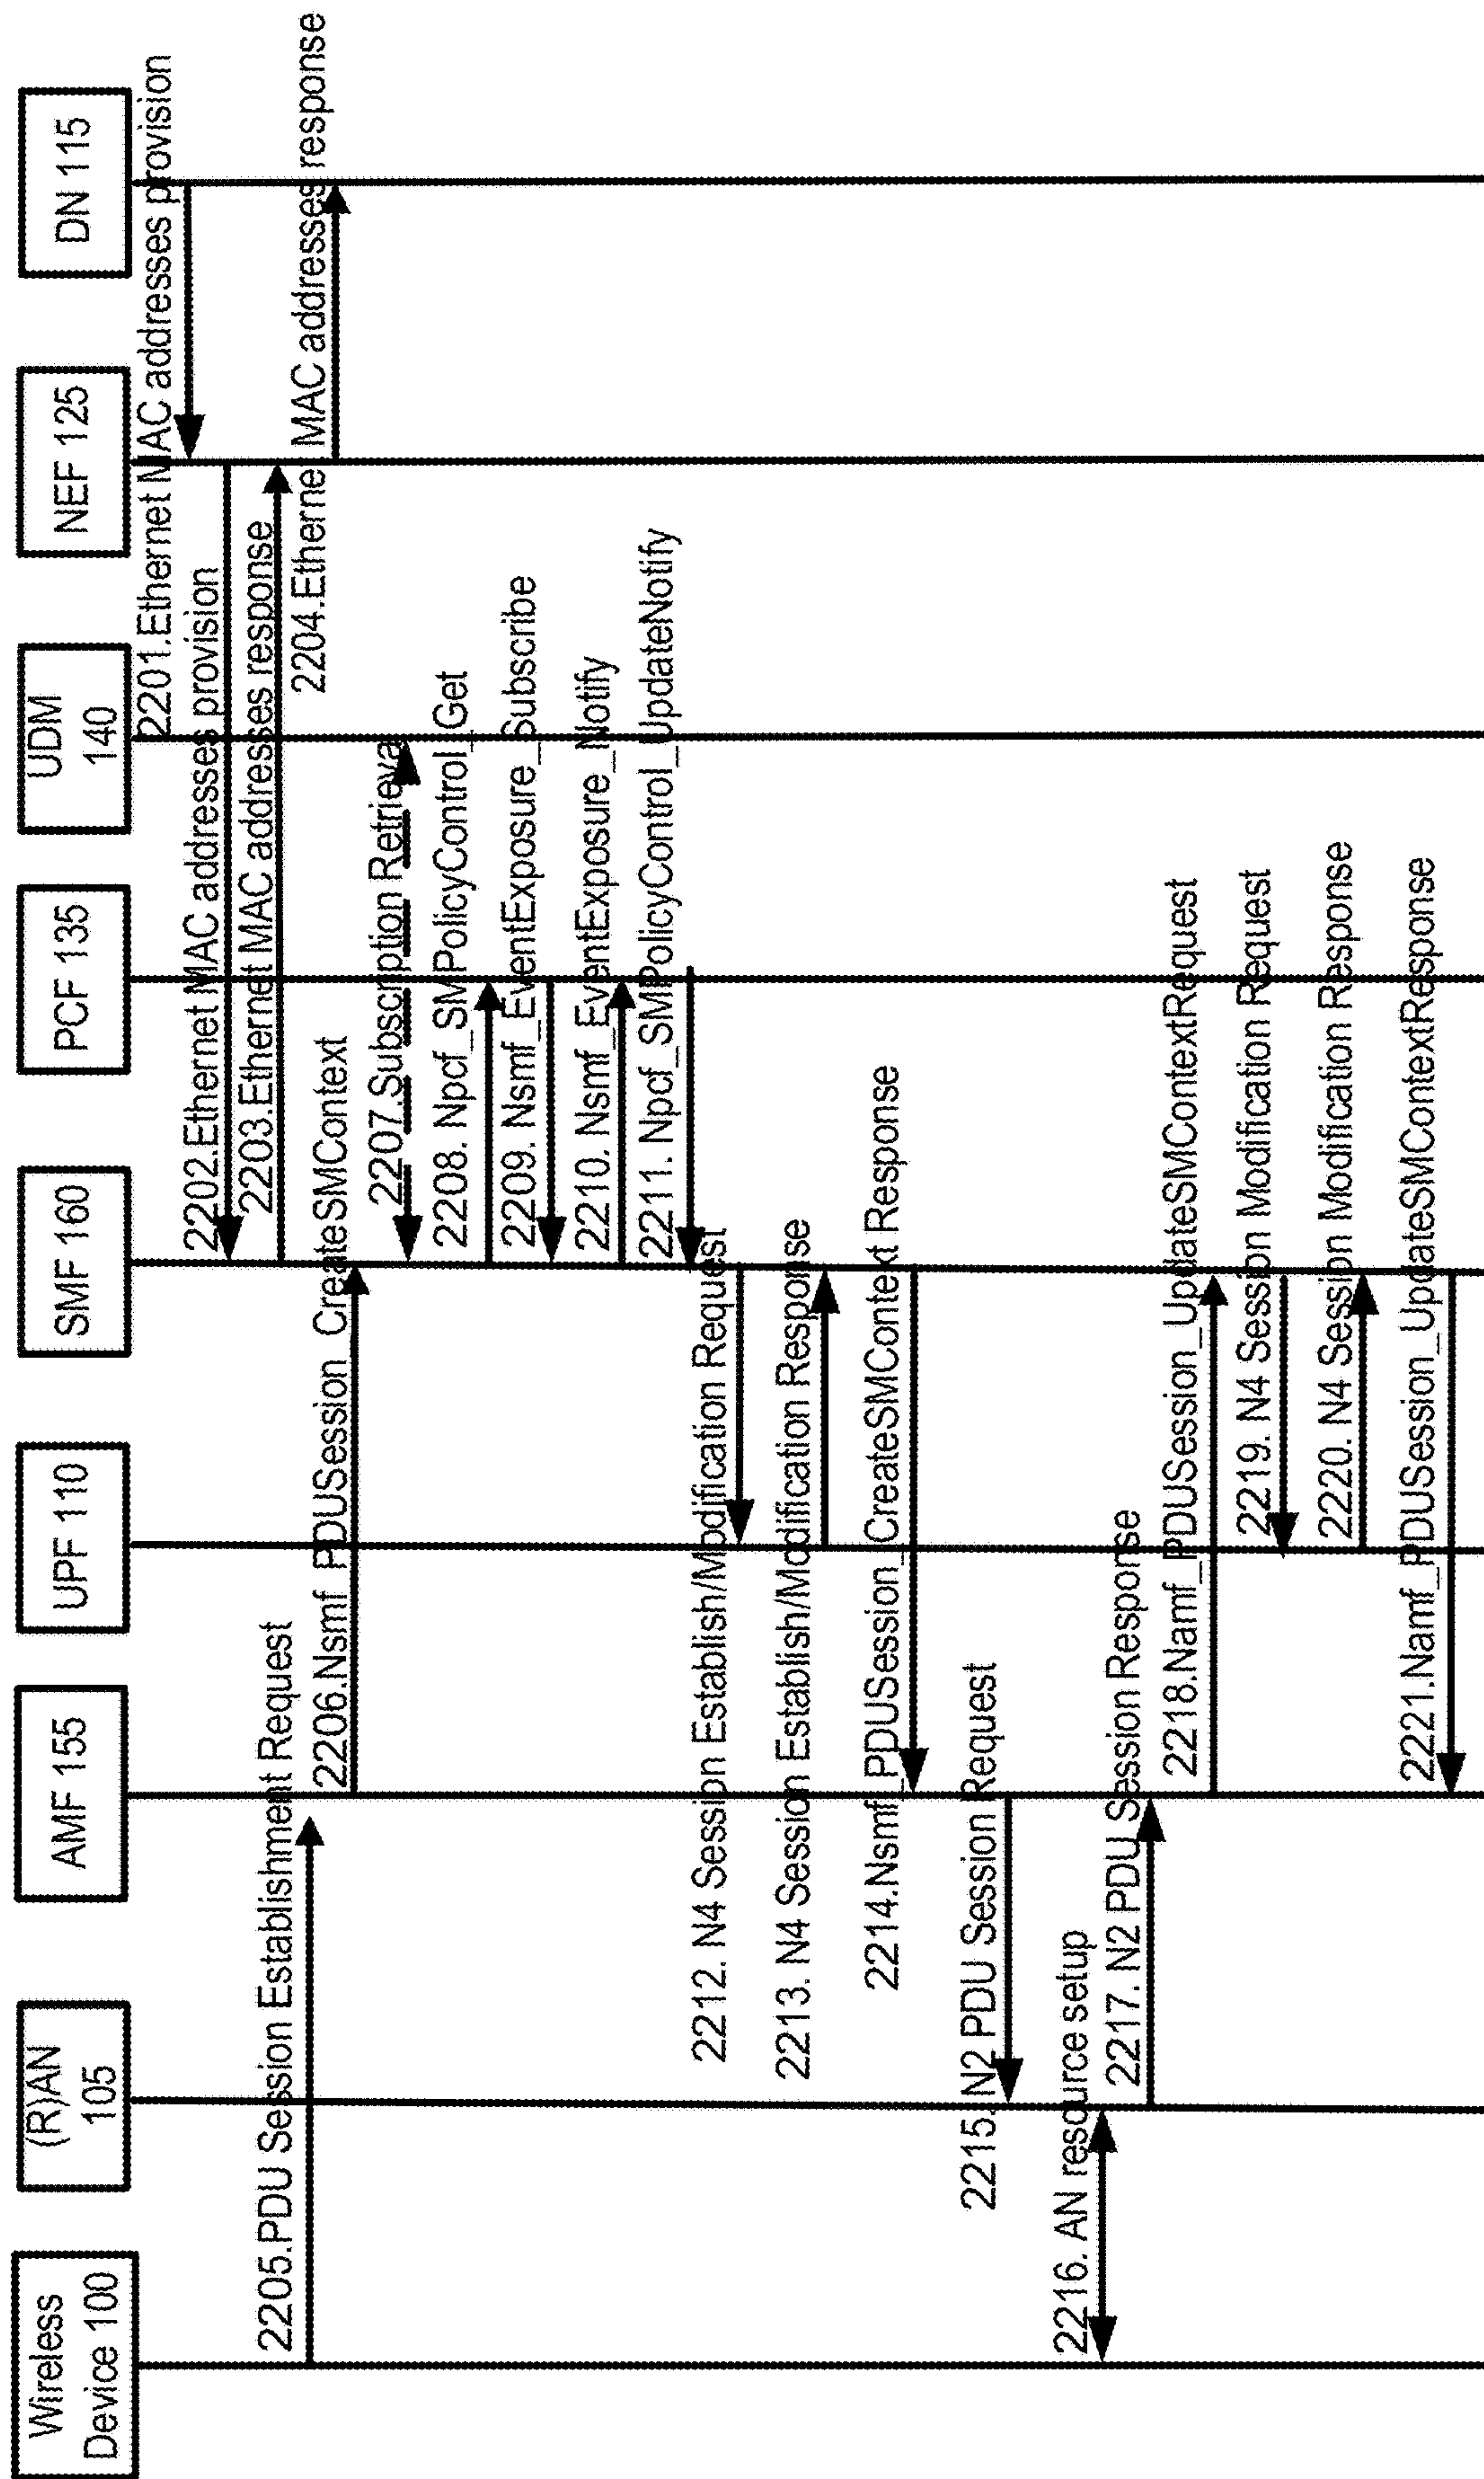 Wireless
Device 100
(R)AN
105
AMF 155
UPF 110
SMF 160
PCF 135
UDM
140
NEF 125
DN 115
2201.Ethernet MAC addresses provision
2202.Ethernet MAC addresses provision
2203.Ethernet MAC addresses response
2204.Etherne MAC addresses response
2205.PDU Session Establishment Request
2206.Nsmf_PDUSession_CreateSMContext
2207.Subscription Retrieval
2208. Npcf_SMPolicyControl_Get
2209. Nsmf_EventExposure_Subscribe
2210. Nsmf_EventExposure_Notify
2211. Npcf_SMPolicyControl_UpdateNotify
2212. N4 Session Establish/Modification Request
2213. N4 Session Establish/Modification Response
2214.Nsmf_PDUSession_CreateSMContext Response
2215. N2 PDU Session Request
2216. AN resource setup
2217. N2 PDU Session Response
2218.Namf_PDUSession_UpdateSMContextRequest
2219. N4 Session Modification Request
2220. N4 Session Modification Response
2221.Namf_PDUSession_UpdateSMContextResponse